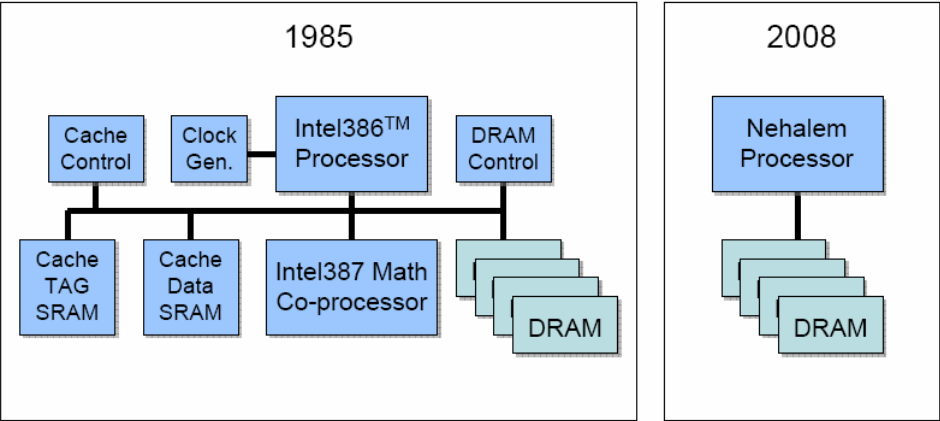 1985
Cache
Control
Clock
Gen.
Intel386™
Processor
DRAM
Control
Cache
TAG
SRAM
Cache
Data
SRAM
Intel387 Math
Co-processor
DRAM
2008
Nehalem
Processor
DRAM